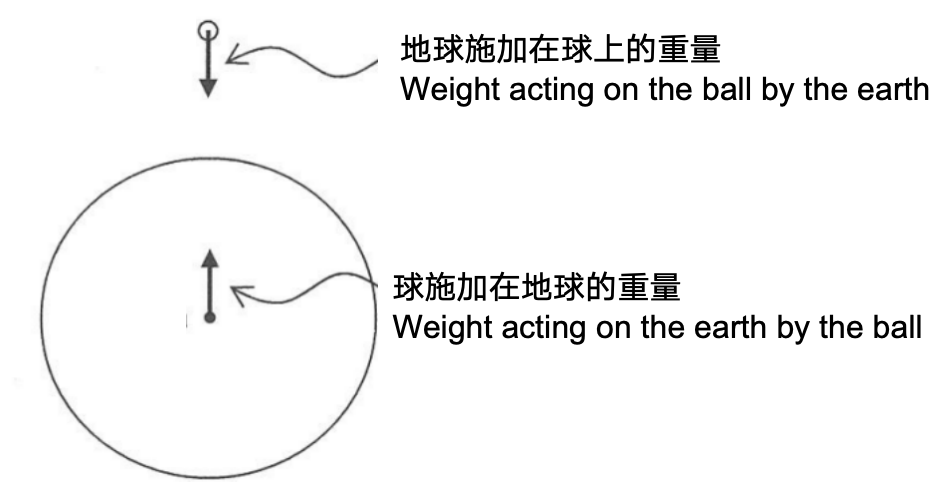 地球施加在球上的重量
Weight acting on the ball by the earth
球施加在地球的重量
Weight acting on the earth by the ball